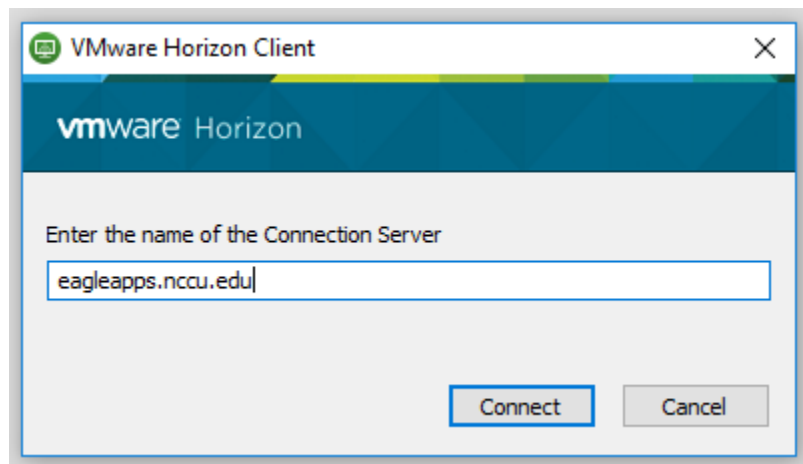 VMware Horizon Client
vmware Horizon
Enter the name of the Connection Server
eagleapps.nccu.edu
Connect Cancel